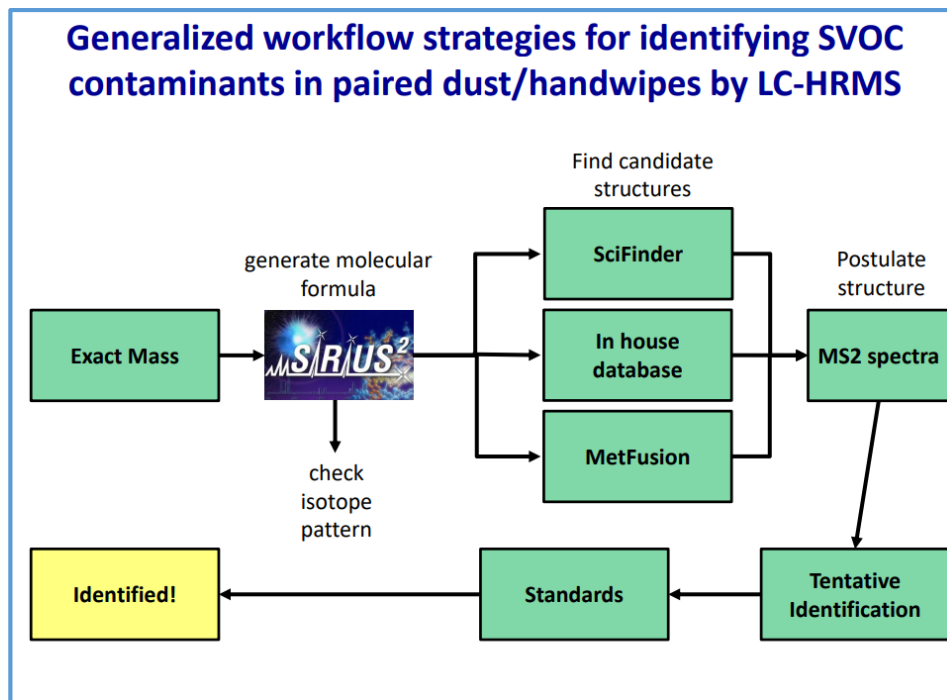 Generalized workflow strategies for identifying SVOC
contaminants in paired dust/handwipes by LC-HRMS
Find candidate
structures
SciFinder
generate molecular
formula
Postulate
structure
Exact Mass
SIRIUS²
In house
database
MS2 spectra
MetFusion
check
isotope
pattern
Identified!
Standards
Tentative
Identification